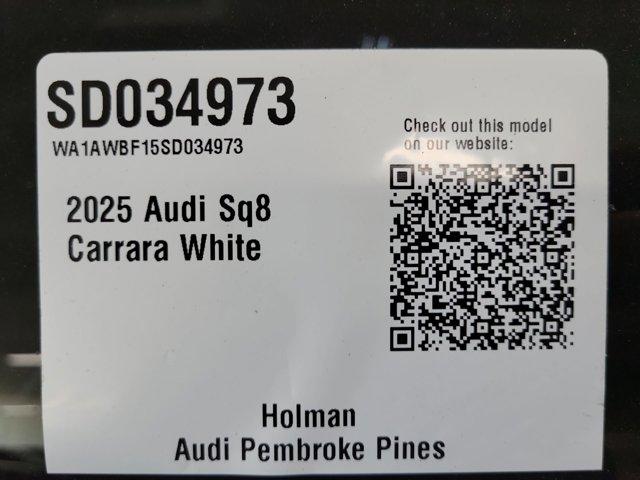 SD034973
WA1AWBF15SD034973
Check out this model
on our website:
2025 Audi Sq8
Carrara White
Holman
Audi Pembroke Pines